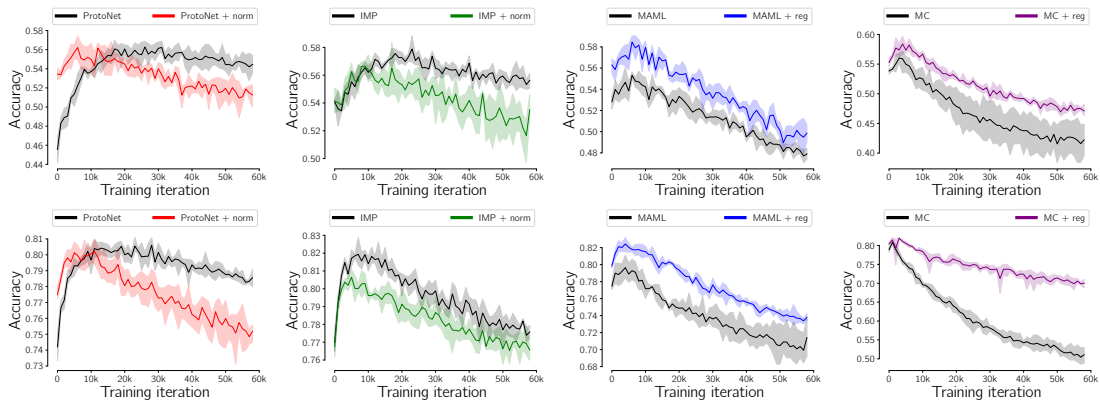 ProtoNet ProtoNet + norm
0.58
0.56
0.54
0.52
0.50
0.48
0.46
0.44
Accuracy
0 10k 20k 30k 40k 50k 60k
Training iteration
IMP IMP + norm
0.58
0.56
0.54
0.52
0.50
Accuracy
0 10k 20k 30k 40k 50k 60k
Training iteration
MAML MAML + reg
0.58
0.56
0.54
0.52
0.50
0.48
Accuracy
0 10k 20k 30k 40k 50k 60k
Training iteration
MC MC + reg
0.60
0.55
0.50
0.45
0.40
Accuracy
0 10k 20k 30k 40k 50k 60k
Training iteration
ProtoNet ProtoNet + norm
0.81
0.80
0.79
0.78
0.77
0.76
0.75
0.74
0.73
Accuracy
0 10k 20k 30k 40k 50k 60k
Training iteration
IMP IMP + norm
0.83
0.82
0.81
0.80
0.79
0.78
0.77
0.76
Accuracy
0 10k 20k 30k 40k 50k 60k
Training iteration
MAML MAML + reg
0.82
0.80
0.78
0.76
0.74
0.72
0.70
0.68
Accuracy
0 10k 20k 30k 40k 50k 60k
Training iteration
MC MC + reg
0.80
0.75
0.70
0.65
0.60
0.55
0.50
Accuracy
0 10k 20k 30k 40k 50k 60k
Training iteration